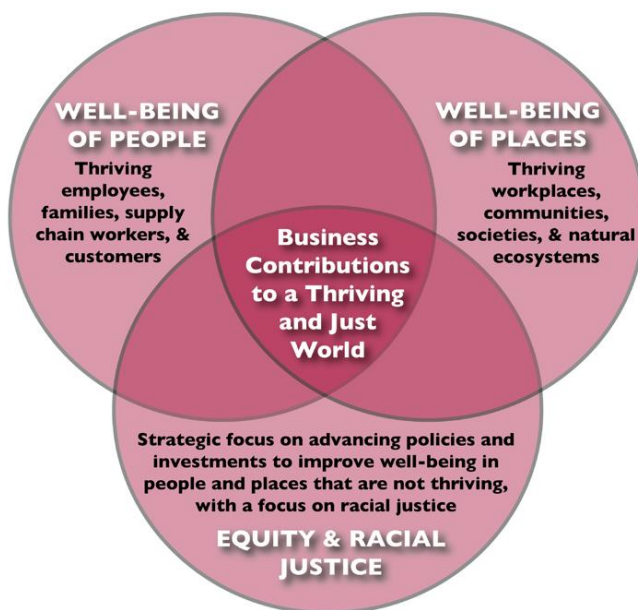 WELL-BEING
OF PEOPLE
Thriving
employees,
families, supply
chain workers, &
customers
WELL-BEING
OF PLACES
Thriving
workplaces,
communities,
societies, & natural
ecosystems
Business
Contributions
to a Thriving
and Just
World
Strategic focus on advancing policies and
investments to improve well-being in
people and places that are not thriving,
with a focus on racial justice
EQUITY & RACIAL
JUSTICE